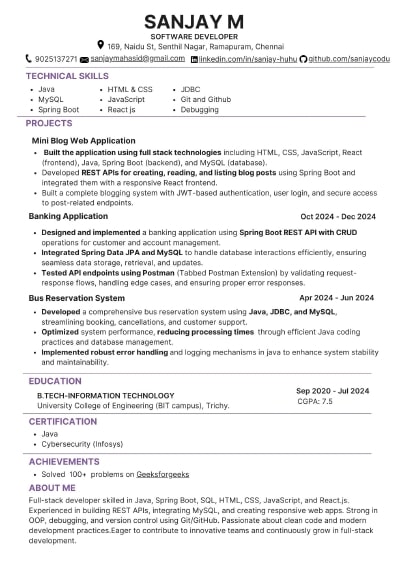 SANJAY M
SOFTWARE DEVELOPER
169, Naidu St, Senthil Nagar, Ramapuram, Chennai
9025137271 sanjaymahasid@gmail.com linkedin.com/in/sanjay-huhu github.com/sanjaycodu
TECHNICAL SKILLS
• Java • HTML & CSS • JDBC
• MySQL • JavaScript • Git and Github
• Spring Boot • React js • Debugging
PROJECTS
Mini Blog Web Application
• Built the application using full stack technologies including HTML, CSS, JavaScript, React
(frontend), Java, Spring Boot (backend), and MySQL (database).
• Developed REST APIs for creating, reading, and listing blog posts using Spring Boot and
integrated them with a responsive React frontend.
• Built a complete blogging system with JWT-based authentication, user login, and secure access
to post-related endpoints.
Banking Application Oct 2024 - Dec 2024
• Designed and implemented a banking application using Spring Boot REST API with CRUD
operations for customer and account management.
• Integrated Spring Data JPA and MySQL to handle database interactions efficiently, ensuring
seamless data storage, retrieval, and updates.
• Tested API endpoints using Postman (Tabbed Postman Extension) by validating request-
response flows, handling edge cases, and ensuring proper error responses.
Bus Reservation System Apr 2024 - Jun 2024
• Developed a comprehensive bus reservation system using Java, JDBC, and MySQL,
streamlining booking, cancellations, and customer support.
• Optimized system performance, reducing processing times through efficient Java coding
practices and database management.
• Implemented robust error handling and logging mechanisms in java to enhance system stability
and maintainability.
EDUCATION
Sep 2020 - Jul 2024
B.TECH-INFORMATION TECHNOLOGY
CGPA: 7.5
University College of Engineering (BIT campus), Trichy.
CERTIFICATION
• Java
• Cybersecurity (Infosys)
ACHIEVEMENTS
• Solved 100+ problems on Geeksforgeeks
ABOUT ME
Full-stack developer skilled in Java, Spring Boot, SQL, HTML, CSS, JavaScript, and React.js.
Experienced in building REST APIs, integrating MySQL, and creating responsive web apps. Strong in
OOP, debugging, and version control using Git/GitHub. Passionate about clean code and modern
development practices.Eager to contribute to innovative teams and continuously grow in full-stack
development.